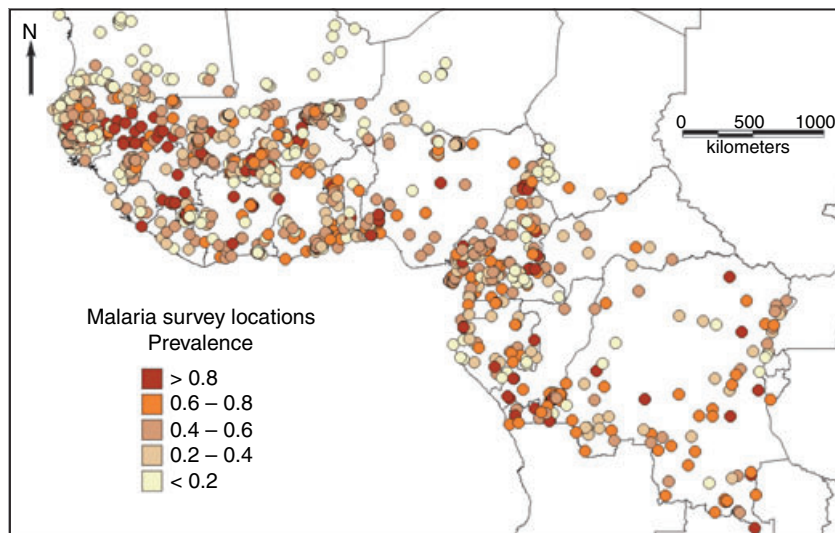 N
0 500 1000
kilometers
Malaria survey locations
Prevalence
> 0.8
0.6 – 0.8
0.4 – 0.6
0.2 – 0.4
< 0.2